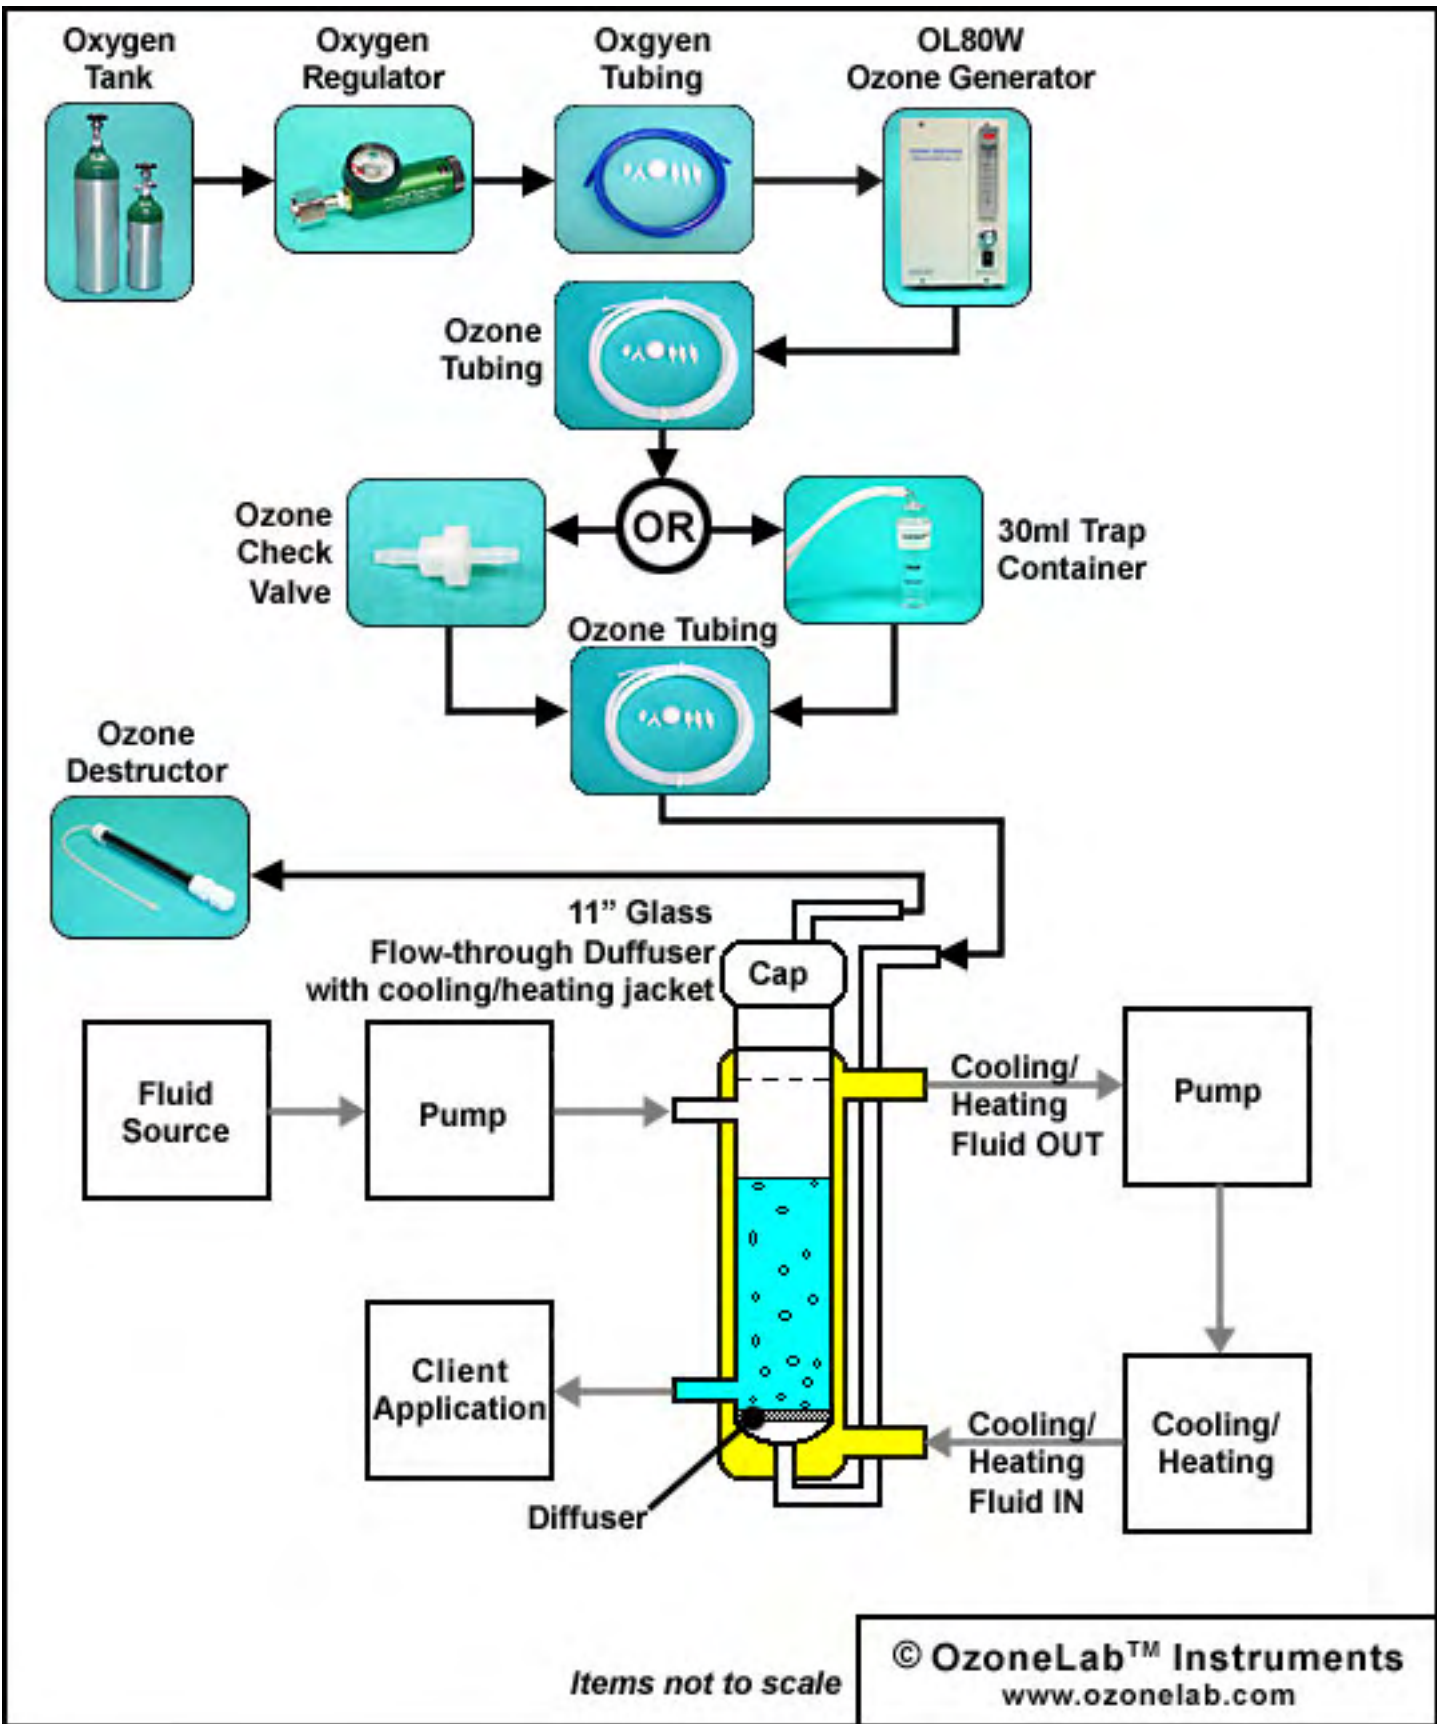 Oxygen
Tank
Oxygen
Regulator
Oxgyen
Tubing
OL80W
Ozone Generator
Ozone
Tubing
OR
Ozone
Check
Valve
30ml Trap
Container
Ozone Tubing
Ozone
Destructor
11” Glass
Flow-through Duffuser
with cooling/heating jacket
Cap
Fluid
Source
Pump
Cooling/
Heating
Fluid OUT
Pump
Client
Application
Cooling/
Heating
Fluid IN
Cooling/
Heating
Diffuser
Items not to scale
© OzoneLab™ Instruments
www.ozonelab.com